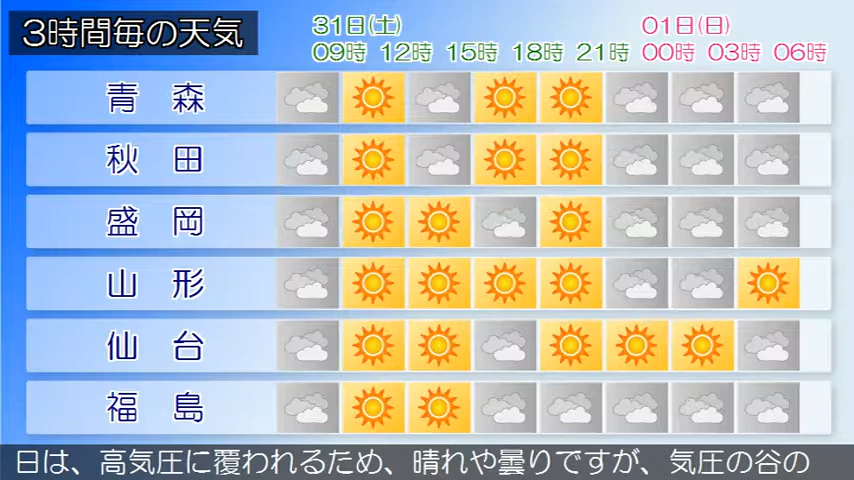 3時間毎の天気
31日(土) 01日(日)
09時 12時 15時 18時 21時 00時 03時 06時
青 森
秋 田
盛 岡
山 形
仙 台
福 島
日は、高気圧に覆われるため、晴れや曇りですが、気圧の谷の